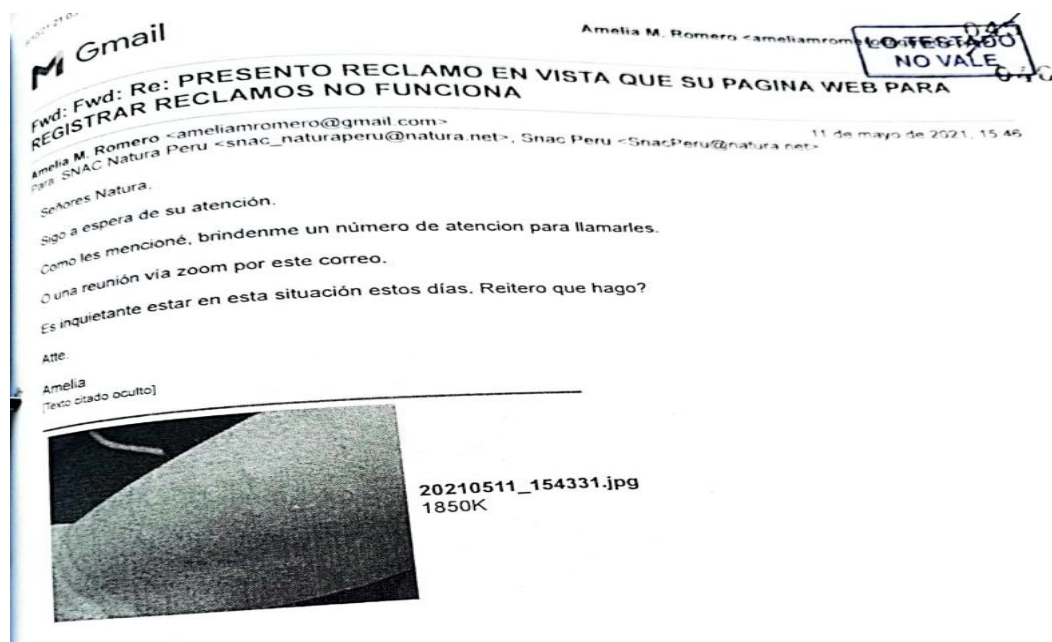 Gmail
Amelia M. Romero
LO TESTADO
NO VALE
Fwd: Fwd: Re: PRESENTO RECLAMO EN VISTA QUE SU PAGINA WEB PARA
REGISTRAR RECLAMOS NO FUNCIONA
Amelia M. Romero <ameliamromero@gmail.com>
11 de mayo de 2021, 15:46
Para: SNAC Natura Peru <snac_naturaperu@natura.net>, Snac Peru <SnacPeru@natura.net>
Señores Natura,
Sigo a espera de su atención.
Como les mencioné, brindenme un número de atencion para llamarles.
O una reunión vía zoom por este correo.
Es inquietante estar en esta situación estos días. Reitero que hago?
Atte.
Amelia
[Texto citado oculto]
20210511_154331.jpg
1850K